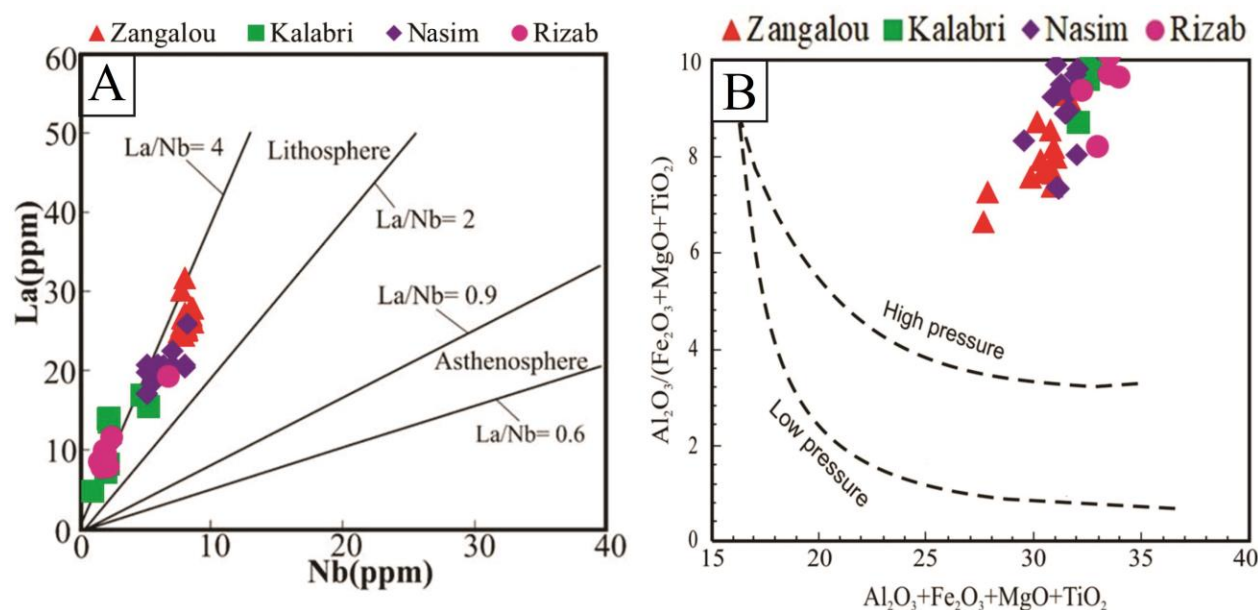 Zangalou Kalabri Nasim Rizab
A
60
50
40
30
20
10
0
La(ppm)
La/Nb= 4
Lithosphere
La/Nb= 2
La/Nb= 0.9
Asthenosphere
La/Nb= 0.6
0 10 20 30 40
Nb(ppm)
Zangalou Kalabri Nasim Rizab
B
10
8
6
4
2
0
Al₂O₃/(Fe₂O₃+MgO+TiO₂)
High pressure
Low pressure
15 20 25 30 35 40
Al₂O₃+Fe₂O₃+MgO+TiO₂